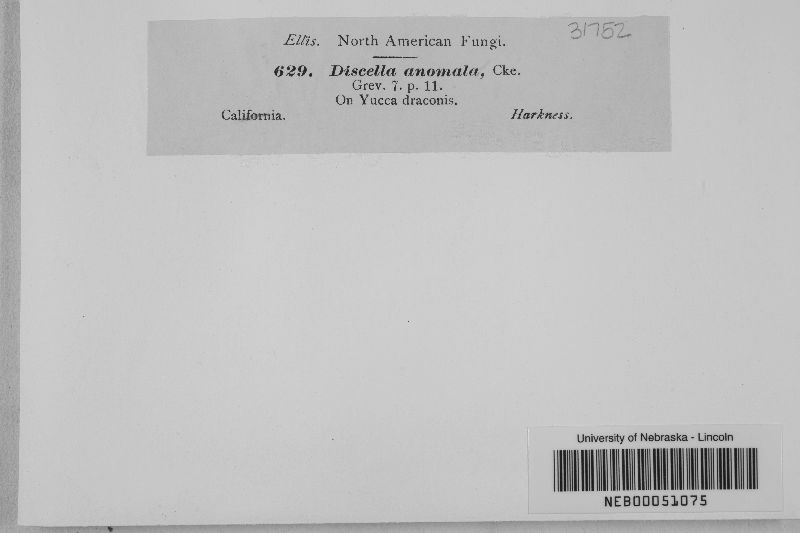 31752
Ellis. North American Fungi.
629. Discella anomala, Cke.
Grev. 7. p. 11.
On Yucca draconis.
California. Harkness.
University of Nebraska - Lincoln
NEB00051075